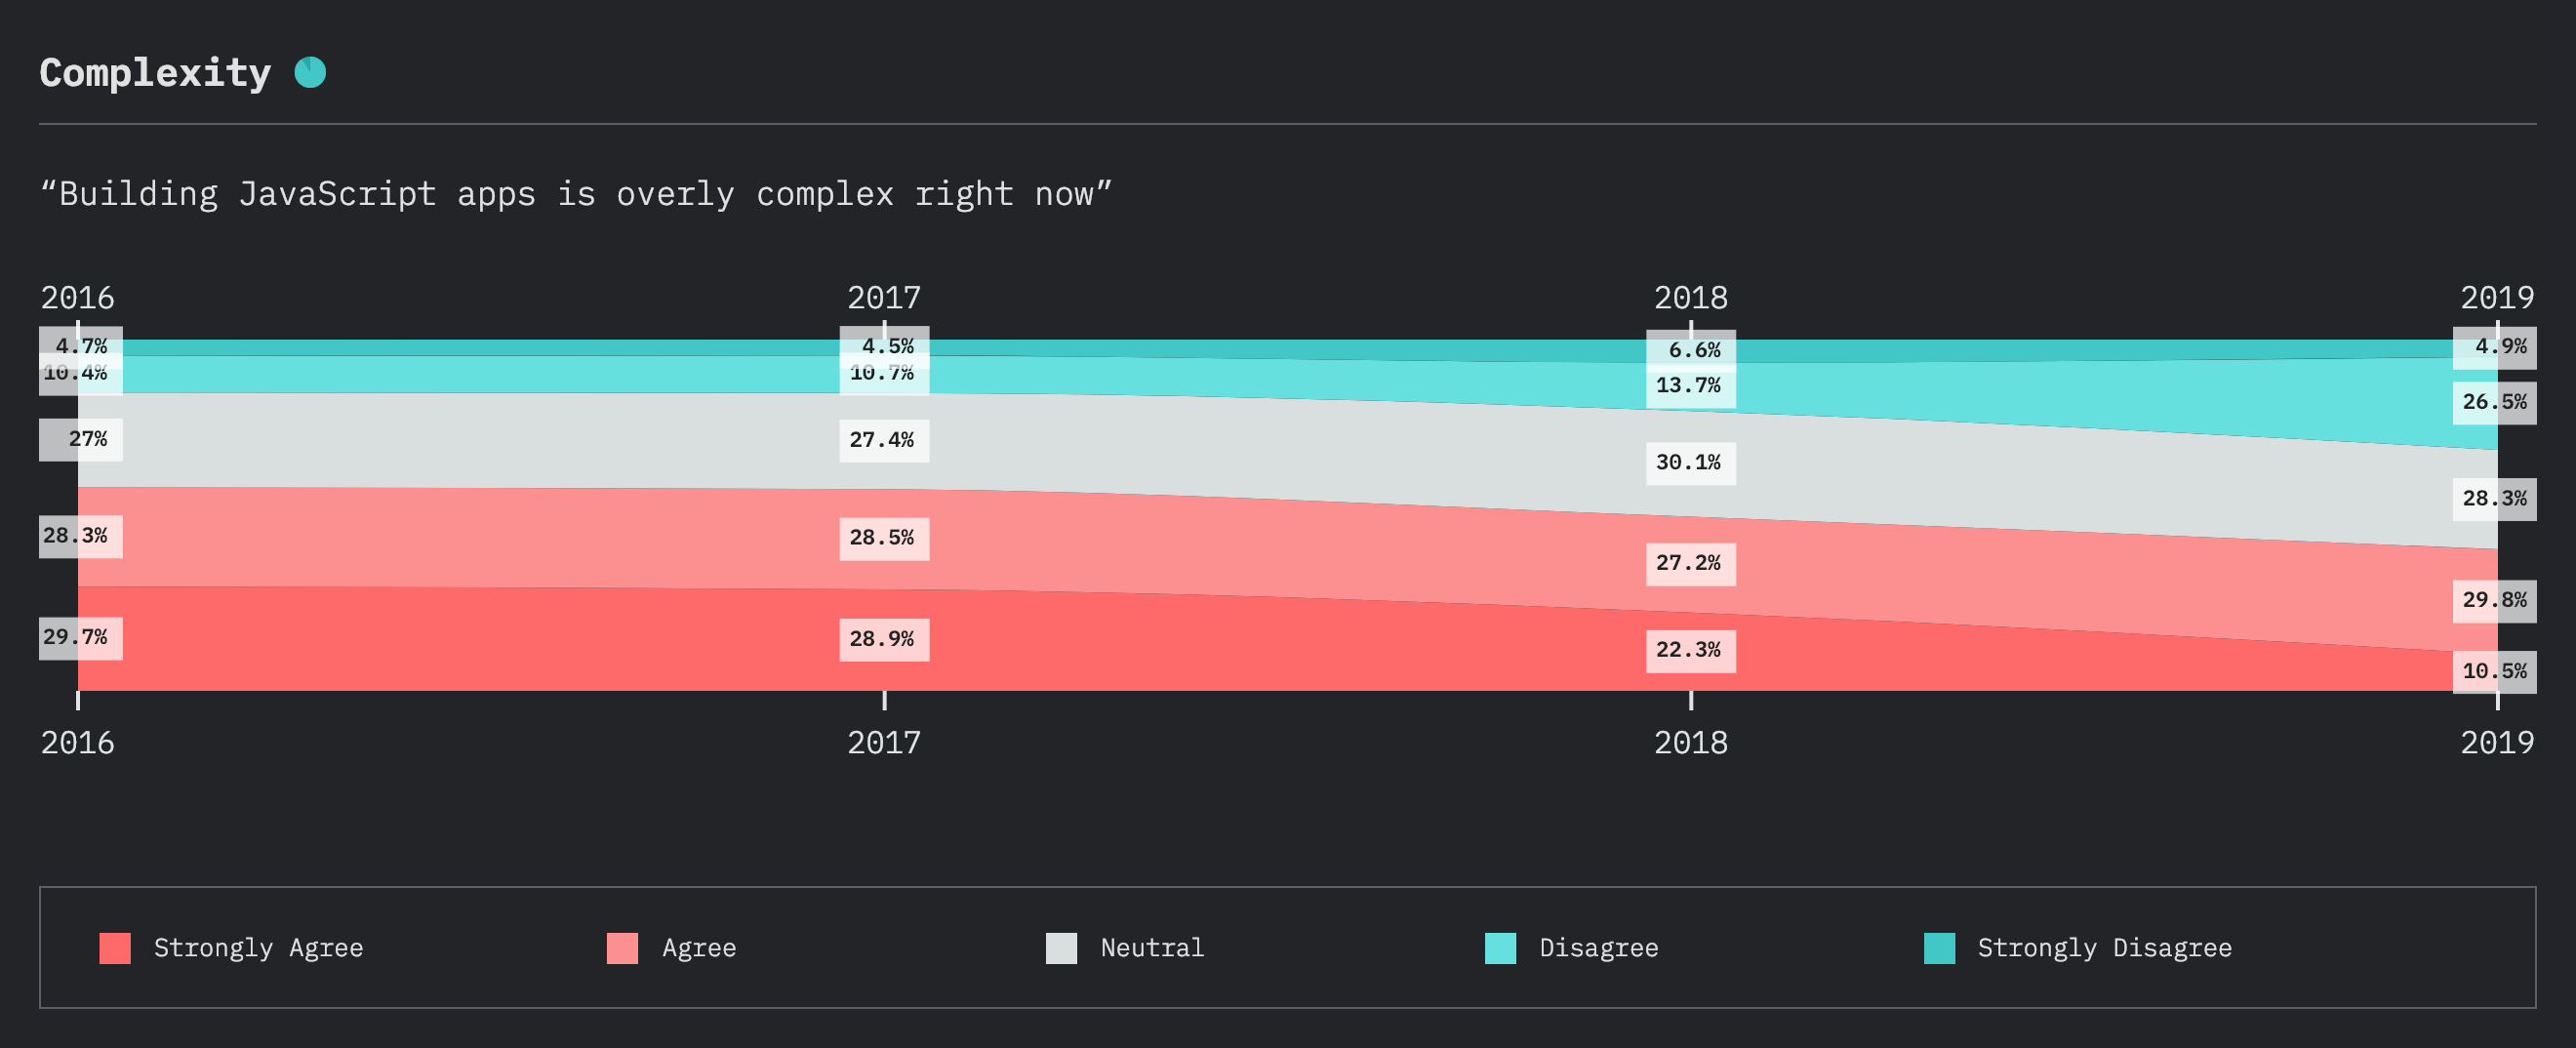 Complexity
“Building JavaScript apps is overly complex right now”
2016 2017 2018 2019
4.7% 4.5% 6.6% 4.9%
10.4% 10.7% 13.7% 26.5%
27% 27.4% 30.1% 28.3%
28.3% 28.5% 27.2% 29.8%
29.7% 28.9% 22.3% 10.5%
2016 2017 2018 2019
Strongly Agree Agree Neutral Disagree Strongly Disagree